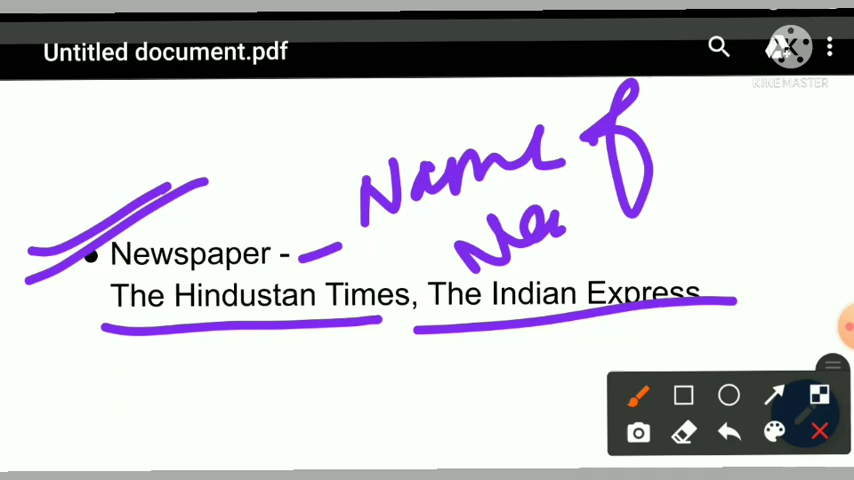 Untitled document.pdf
KINEMASTER
Name of
• Newspaper -
The Hindustan Times, The Indian Express